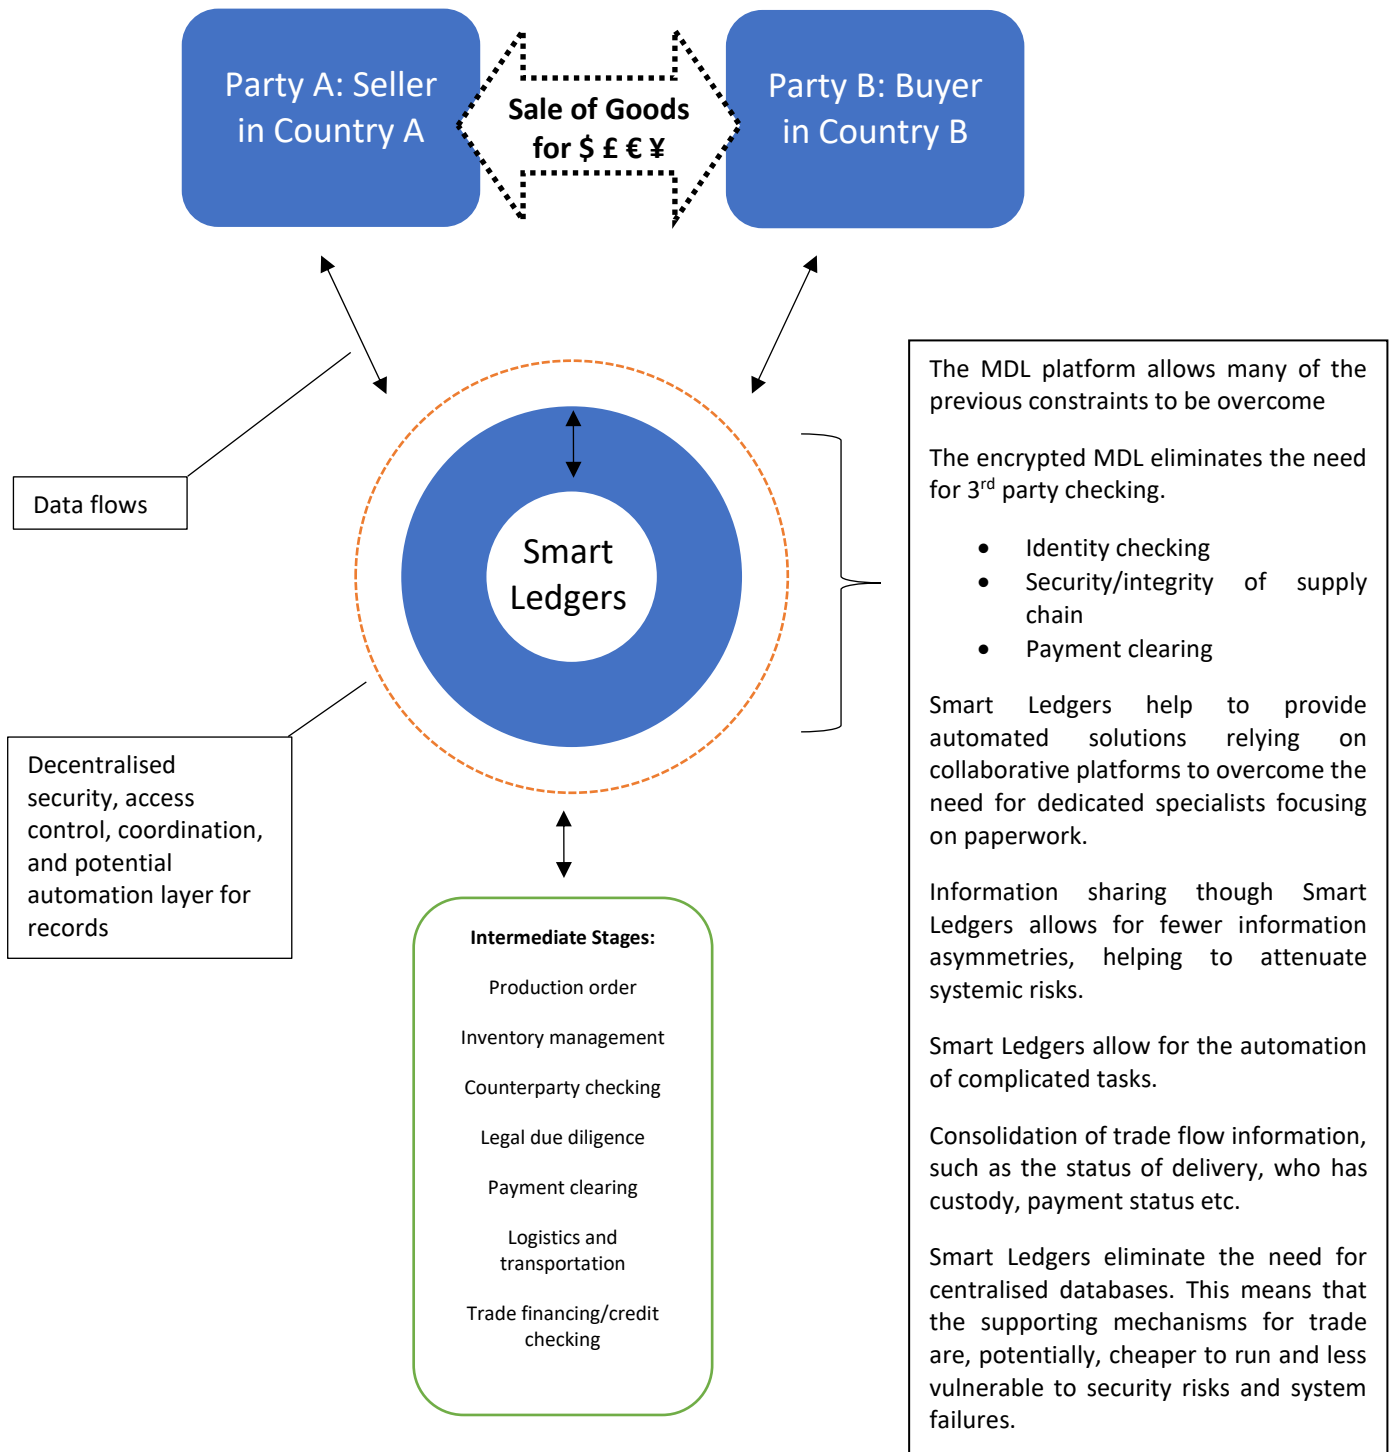 Party A: Seller
in Country A
Sale of Goods
for $ £ € ¥
Party B: Buyer
in Country B
Data flows
Smart
Ledgers
Decentralised
security, access
control, coordination,
and potential
automation layer for
records
Intermediate Stages:
Production order
Inventory management
Counterparty checking
Legal due diligence
Payment clearing
Logistics and
transportation
Trade financing/credit
checking
The MDL platform allows many of the
previous constraints to be overcome
The encrypted MDL eliminates the need
for 3rd party checking.
• Identity checking
• Security/integrity of supply
chain
• Payment clearing
Smart Ledgers help to provide
automated solutions relying on
collaborative platforms to overcome the
need for dedicated specialists focusing
on paperwork.
Information sharing though Smart
Ledgers allows for fewer information
asymmetries, helping to attenuate
systemic risks.
Smart Ledgers allow for the automation
of complicated tasks.
Consolidation of trade flow information,
such as the status of delivery, who has
custody, payment status etc.
Smart Ledgers eliminate the need for
centralised databases. This means that
the supporting mechanisms for trade
are, potentially, cheaper to run and less
vulnerable to security risks and system
failures.